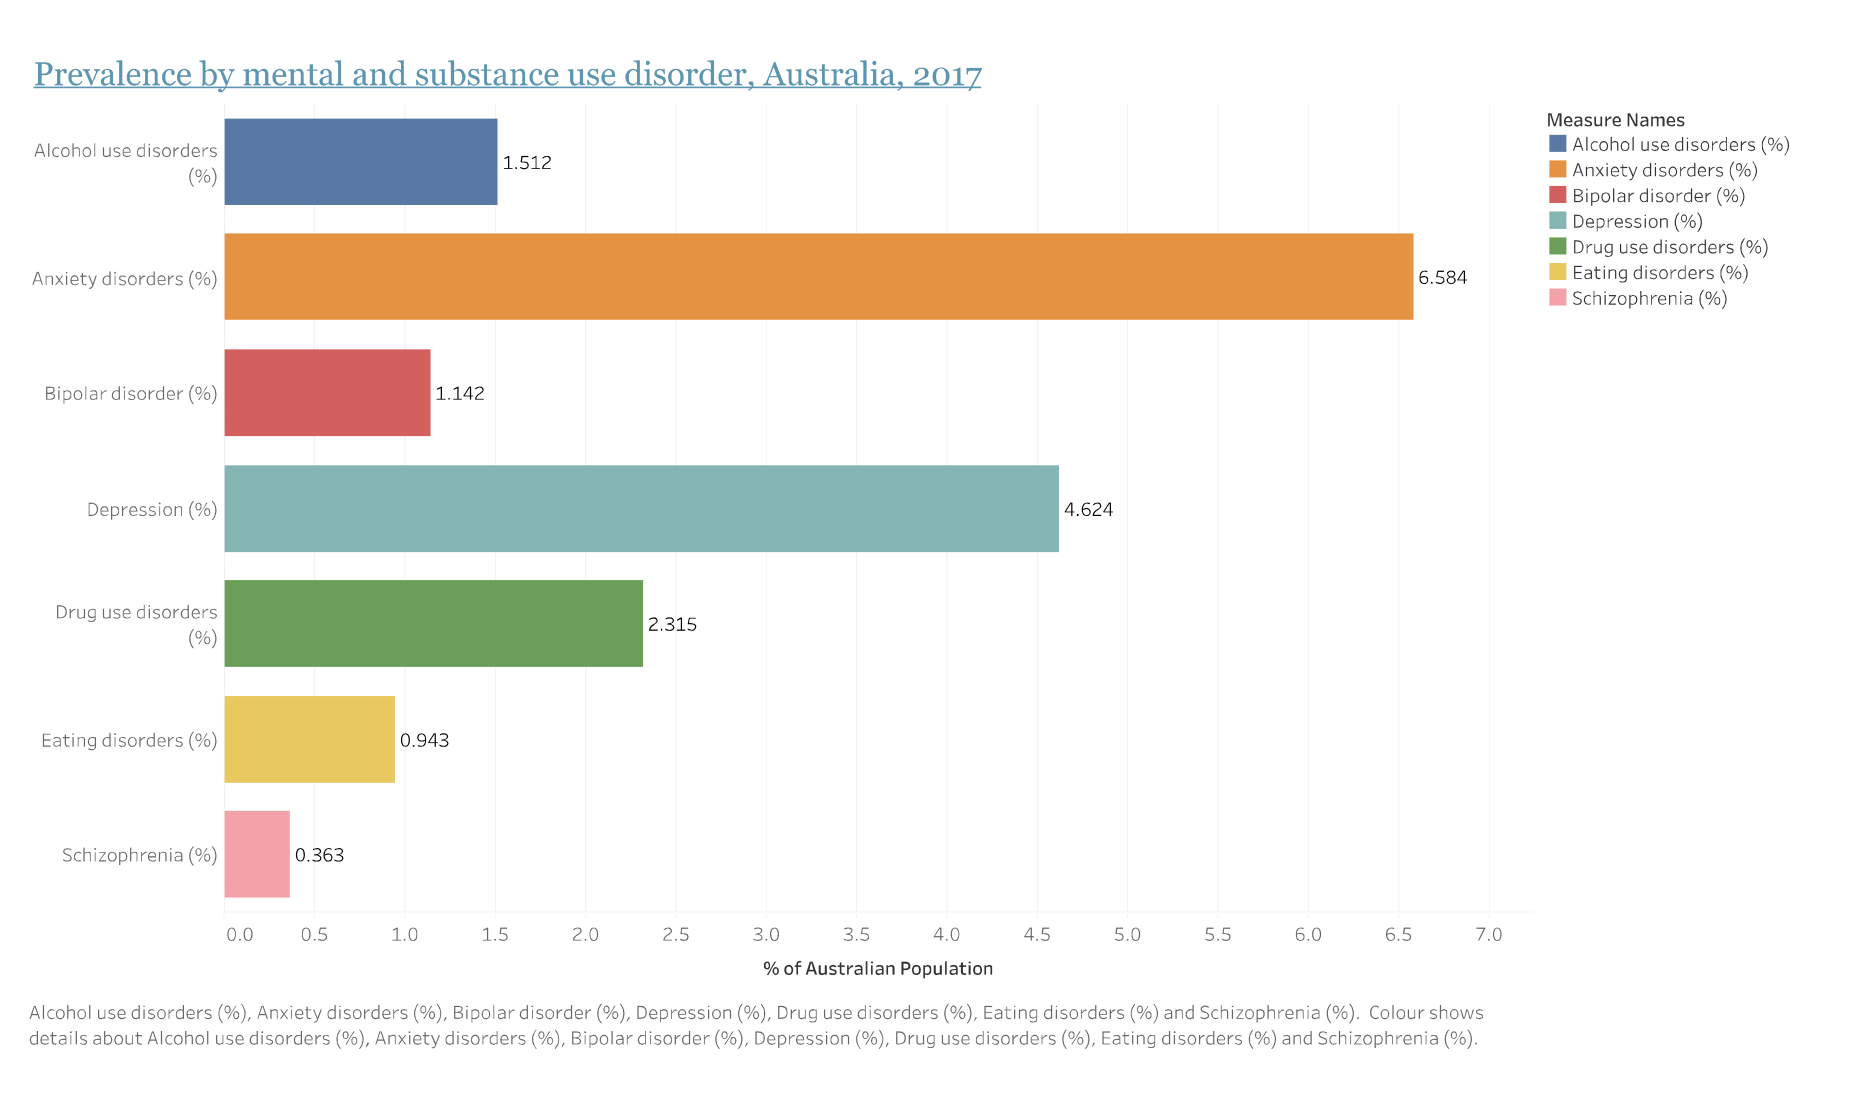 Prevalence by mental and substance use disorder, Australia, 2017
Alcohol use disorders
(%)
1.512
Anxiety disorders (%)
6.584
Bipolar disorder (%)
1.142
Depression (%)
4.624
Drug use disorders
(%)
2.315
Eating disorders (%)
0.943
Schizophrenia (%)
0.363
0.0 0.5 1.0 1.5 2.0 2.5 3.0 3.5 4.0 4.5 5.0 5.5 6.0 6.5 7.0
% of Australian Population
Measure Names
Alcohol use disorders (%)
Anxiety disorders (%)
Bipolar disorder (%)
Depression (%)
Drug use disorders (%)
Eating disorders (%)
Schizophrenia (%)
Alcohol use disorders (%), Anxiety disorders (%), Bipolar disorder (%), Depression (%), Drug use disorders (%), Eating disorders (%) and Schizophrenia (%).  Colour shows
details about Alcohol use disorders (%), Anxiety disorders (%), Bipolar disorder (%), Depression (%), Drug use disorders (%), Eating disorders (%) and Schizophrenia (%).